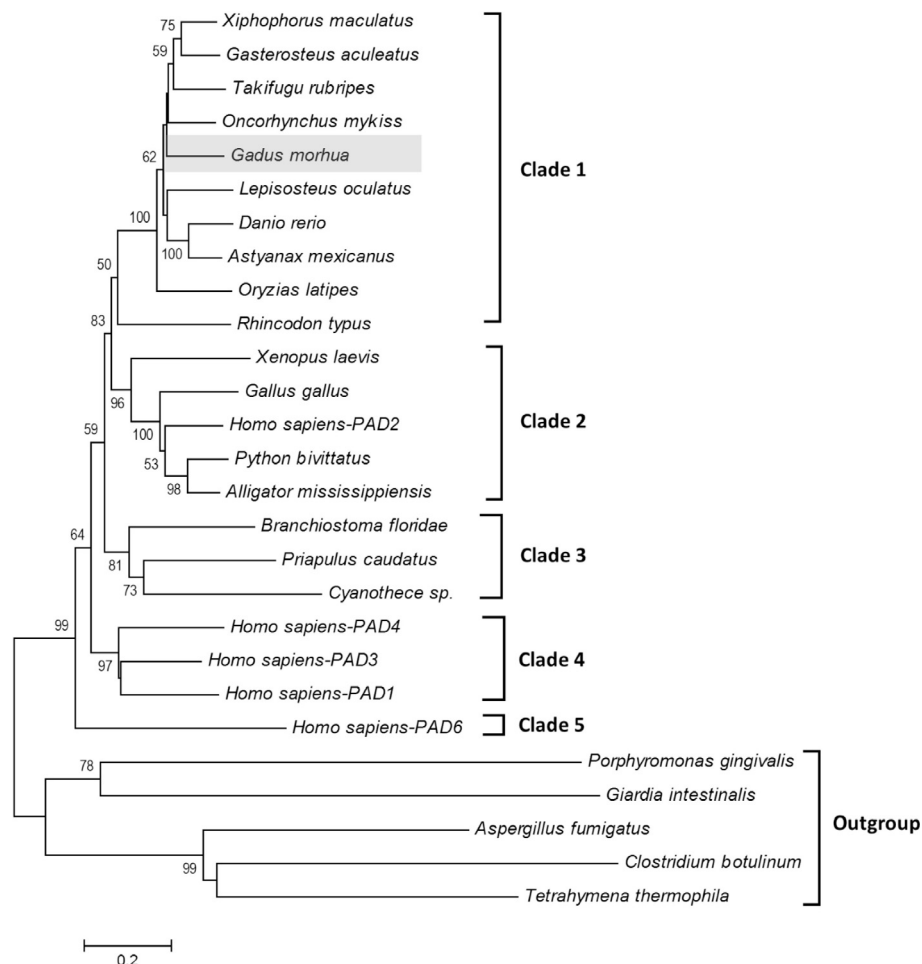 75
Xiphophorus maculatus
59
Gasterosteus aculeatus
Takifugu rubripes
Oncorhynchus mykiss
62
Gadus morhua
Clade 1
Lepisosteus oculatus
100
Danio rerio
100
Astyanax mexicanus
50
Oryzias latipes
83
Rhincodon typus
Xenopus laevis
96
Gallus gallus
Clade 2
100
Homo sapiens-PAD2
59
53
Python bivittatus
98
Alligator mississippiensis
64
Branchiostoma floridae
81
Priapulus caudatus
Clade 3
73
Cyanothece sp.
99
Homo sapiens-PAD4
97
Homo sapiens-PAD3
Clade 4
Homo sapiens-PAD1
Homo sapiens-PAD6
Clade 5
78
Porphyromonas gingivalis
Giardia intestinalis
Outgroup
Aspergillus fumigatus
99
Clostridium botulinum
Tetrahymena thermophila
0.2